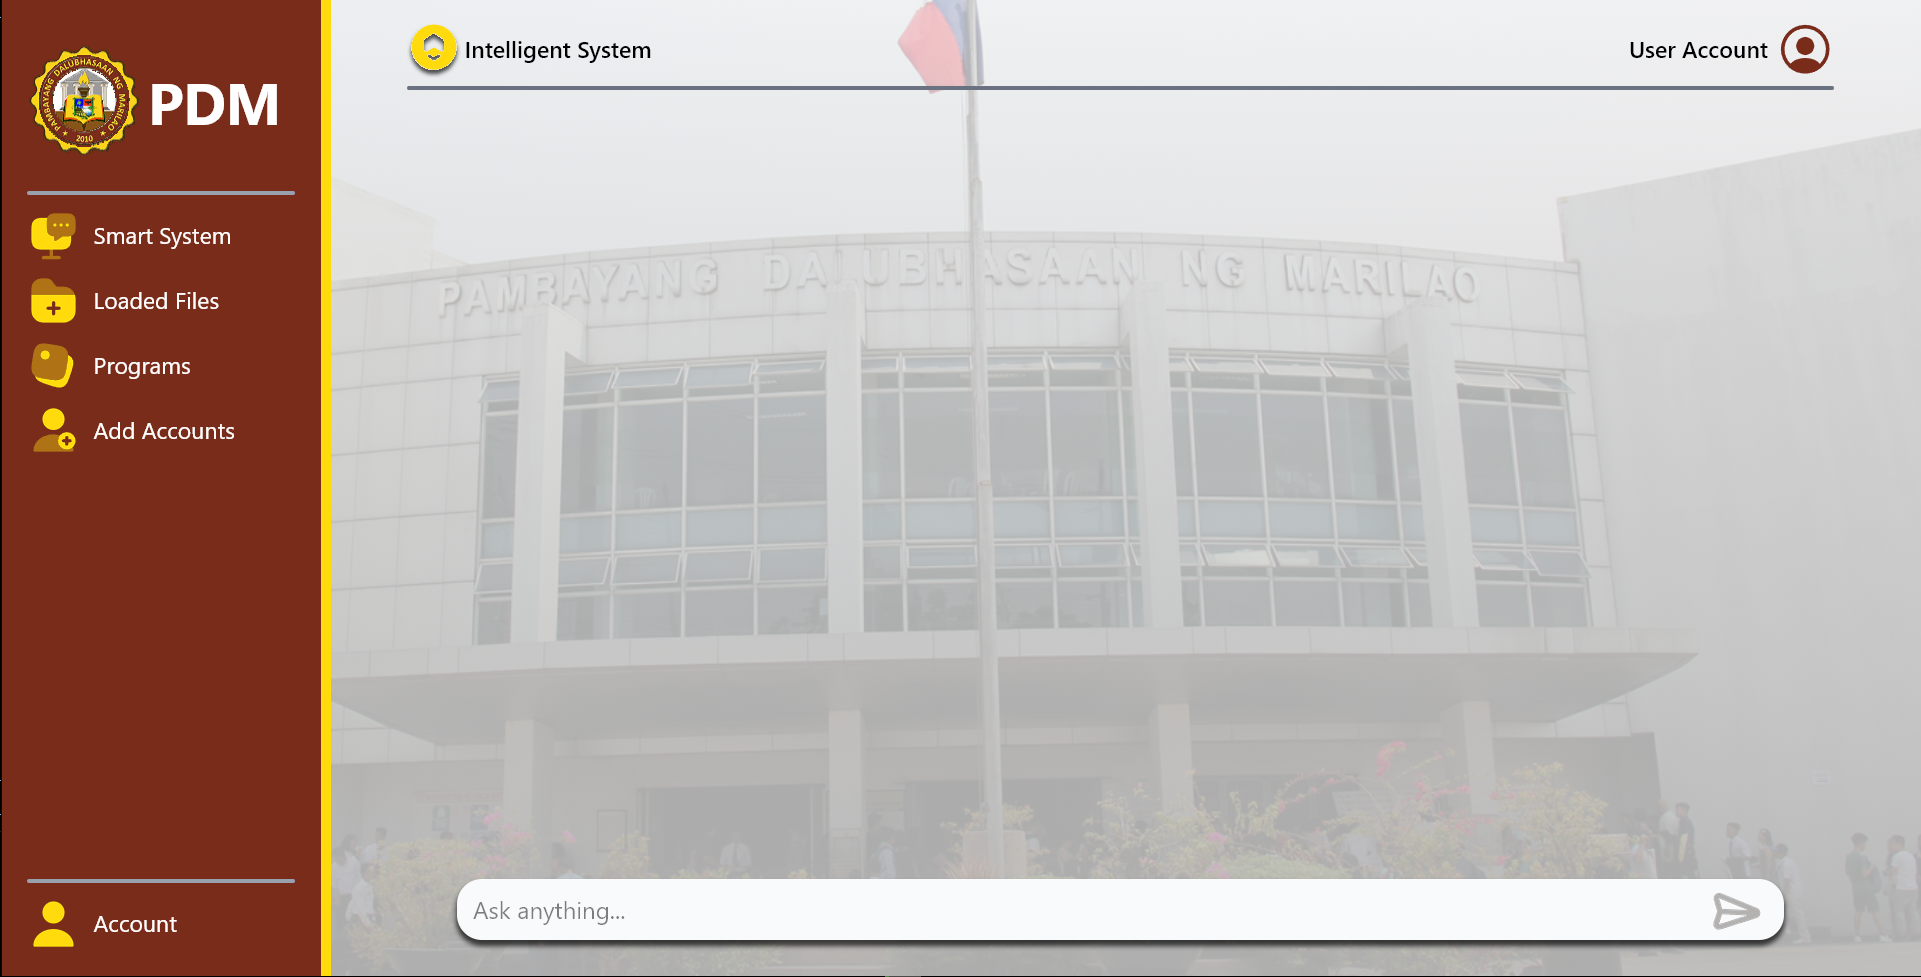 PAMBAYANG DALUBHASAAN NG MARILAO
2010
PDM
Smart System
Loaded Files
Programs
Add Accounts
Account
Intelligent System
User Account
PAMBAYANG DALUBHASAAN NG MARILAO
Ask anything...